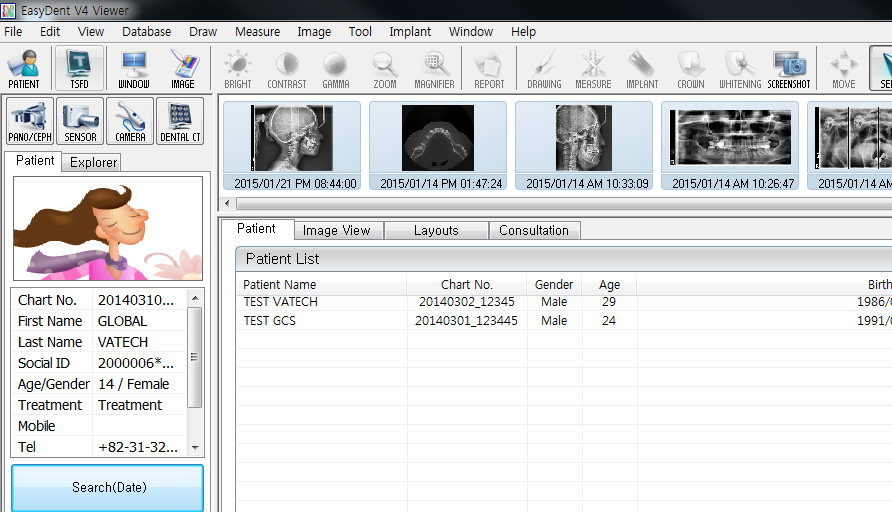 EasyDent V4 Viewer
File Edit View Database Draw Measure Image Tool Implant Window Help
PATIENT TSFD WINDOW IMAGE BRIGHT CONTRAST GAMMA ZOOM MAGNIFIER REPORT DRAWING MEASURE IMPLANT CROWN WHITENING SCREENSHOT MOVE
PANO/CEPH SENSOR CAMERA DENTAL CT
2015/01/21 PM 08:44:00 2015/01/14 PM 01:47:24 2015/01/14 AM 10:33:09 2015/01/14 AM 10:26:47 2015/01/14 AM
Patient Explorer
Patient Image View Layouts Consultation
Patient List
Patient Name Chart No. Gender Age Birth
TEST VATECH 20140302_12345 Male 29 1986/
TEST GCS 20140301_123445 Male 24 1991/
Chart No. 20140310...
First Name GLOBAL
Last Name VATECH
Social ID 2000006*...
Age/Gender 14 / Female
Treatment Treatment
Mobile
Tel +82-31-32...
Search(Date)